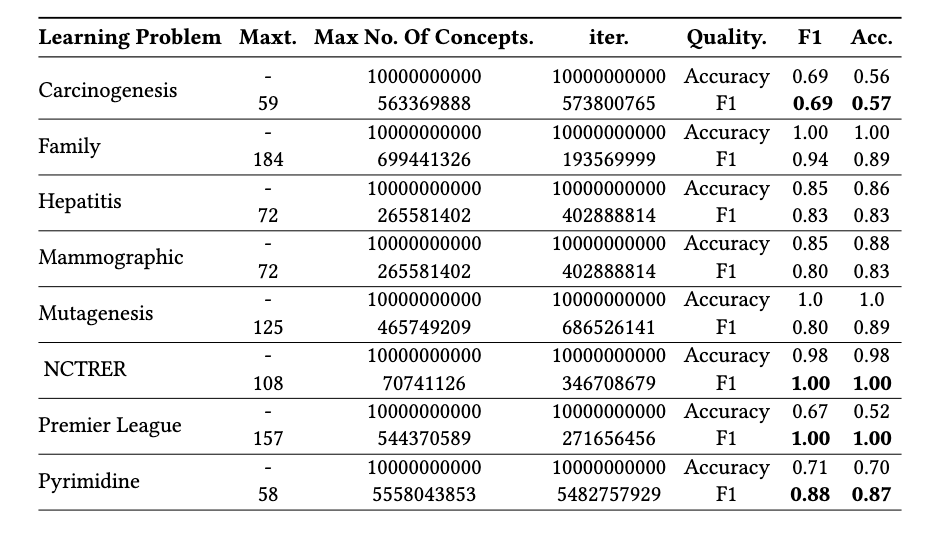 Learning Problem Maxt. Max No. Of Concepts. iter. Quality. F1 Acc.
Carcinogenesis - 10000000000 10000000000 Accuracy 0.69 0.56
59 563369888 573800765 F1 0.69 0.57
Family - 10000000000 10000000000 Accuracy 1.00 1.00
184 699441326 193569999 F1 0.94 0.89
Hepatitis - 10000000000 10000000000 Accuracy 0.85 0.86
72 265581402 402888814 F1 0.83 0.83
Mammographic - 10000000000 10000000000 Accuracy 0.85 0.88
72 265581402 402888814 F1 0.80 0.83
Mutagenesis - 10000000000 10000000000 Accuracy 1.0 1.0
125 465749209 686526141 F1 0.80 0.89
NCTRER - 10000000000 10000000000 Accuracy 0.98 0.98
108 70741126 346708679 F1 1.00 1.00
Premier League - 10000000000 10000000000 Accuracy 0.67 0.52
157 544370589 271656456 F1 1.00 1.00
Pyrimidine - 10000000000 10000000000 Accuracy 0.71 0.70
58 5558043853 5482757929 F1 0.88 0.87